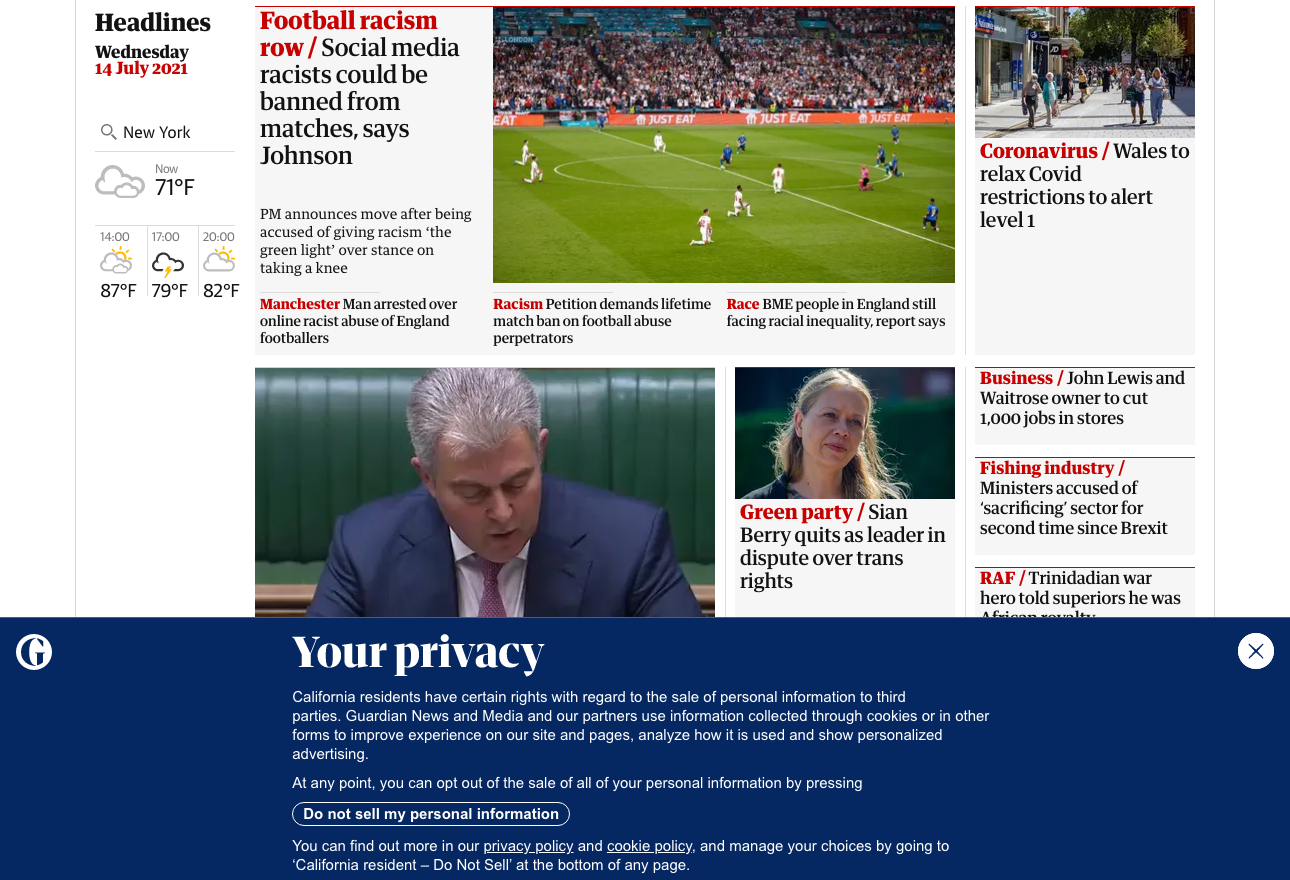 Headlines
Wednesday
14 July 2021
New York
Now
71°F
14:00
17:00
20:00
87°F
79°F
82°F
Football racism
row / Social media
racists could be
banned from
matches, says
Johnson
PM announces move after being
accused of giving racism ‘the
green light’ over stance on
taking a knee
LONDON
EAT
JUST EAT
JUST EAT
JUST EAT
Manchester Man arrested over
online racist abuse of England
footballers
Racism Petition demands lifetime
match ban on football abuse
perpetrators
Race BME people in England still
facing racial inequality, report says
JD
Coronavirus / Wales to
relax Covid
restrictions to alert
level 1
Green party / Sian
Berry quits as leader in
dispute over trans
rights
Business / John Lewis and
Waitrose owner to cut
1,000 jobs in stores
Fishing industry /
Ministers accused of
‘sacrificing’ sector for
second time since Brexit
RAF / Trinidadian war
hero told superiors he was
African royalty
G
Your privacy
California residents have certain rights with regard to the sale of personal information to third
parties. Guardian News and Media and our partners use information collected through cookies or in other
forms to improve experience on our site and pages, analyze how it is used and show personalized
advertising.
At any point, you can opt out of the sale of all of your personal information by pressing
Do not sell my personal information
You can find out more in our privacy policy and cookie policy, and manage your choices by going to
‘California resident – Do Not Sell’ at the bottom of any page.